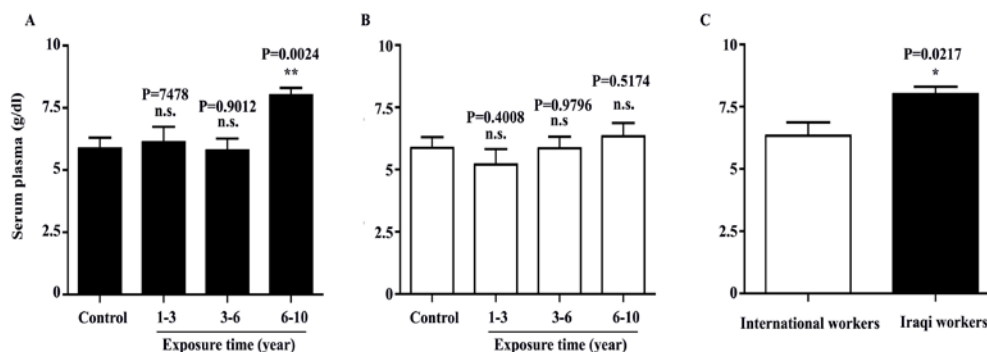 A
B
C
Serum plasma (g/dl)
10
7.5
5
2.5
0
P=7478
n.s.
P=0.9012
n.s.
P=0.0024
**
Control
1-3
3-6
6-10
Exposure time (year)
10
7.5
5
2.5
0
P=0.4008
n.s.
P=0.9796
n.s
P=0.5174
n.s.
Control
1-3
3-6
6-10
Exposure time (year)
10
7.5
5
2.5
0
P=0.0217
*
International workers
Iraqi workers